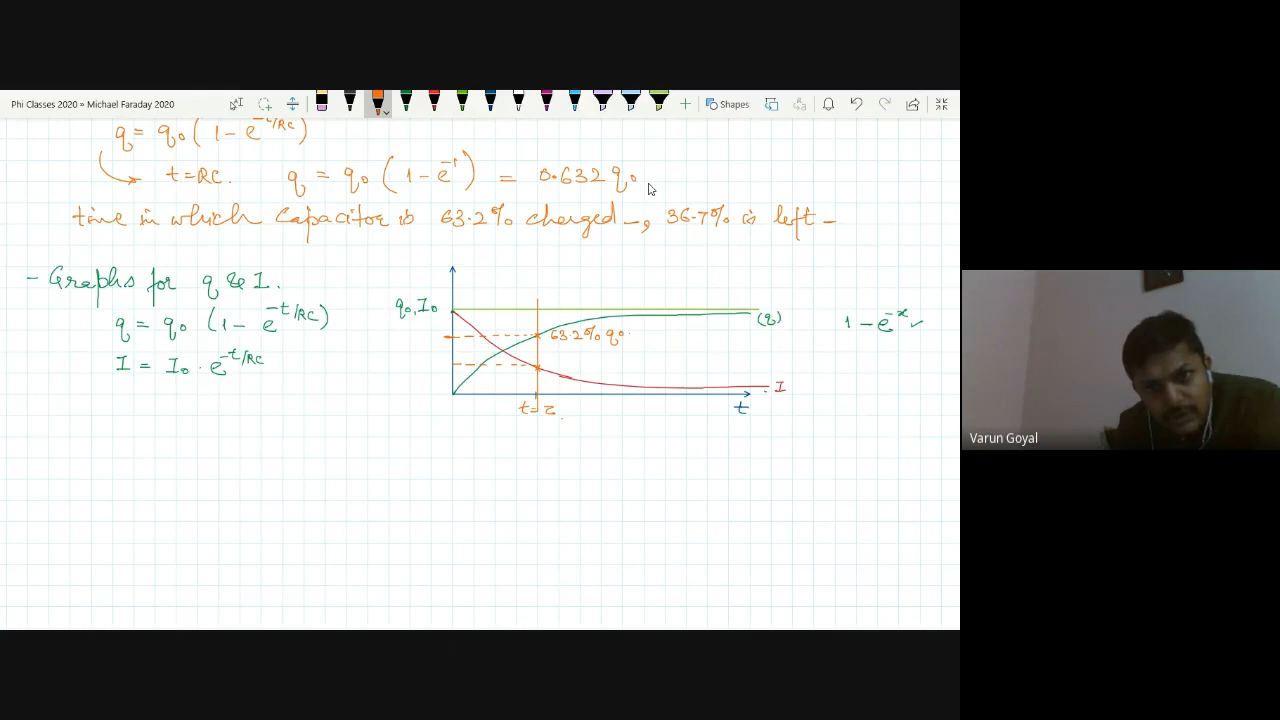 Phi Classes 2020 » Michael Faraday 2020
Shapes
q = q₀ ( 1 - e^-t/RC )
t = RC. q = q₀ ( 1 - e^-1 ) = 0.632 q₀
time in which Capacitor is 63.2% charged -, 36.7% is left -
- Graphs for q & I.
q = q₀ (1 - e^-t/RC)
I = I₀ . e^-t/RC
q₀, I₀
63.2% q₀.
(q)
I
t = τ
t
1 - e^-x ✓
Varun Goyal